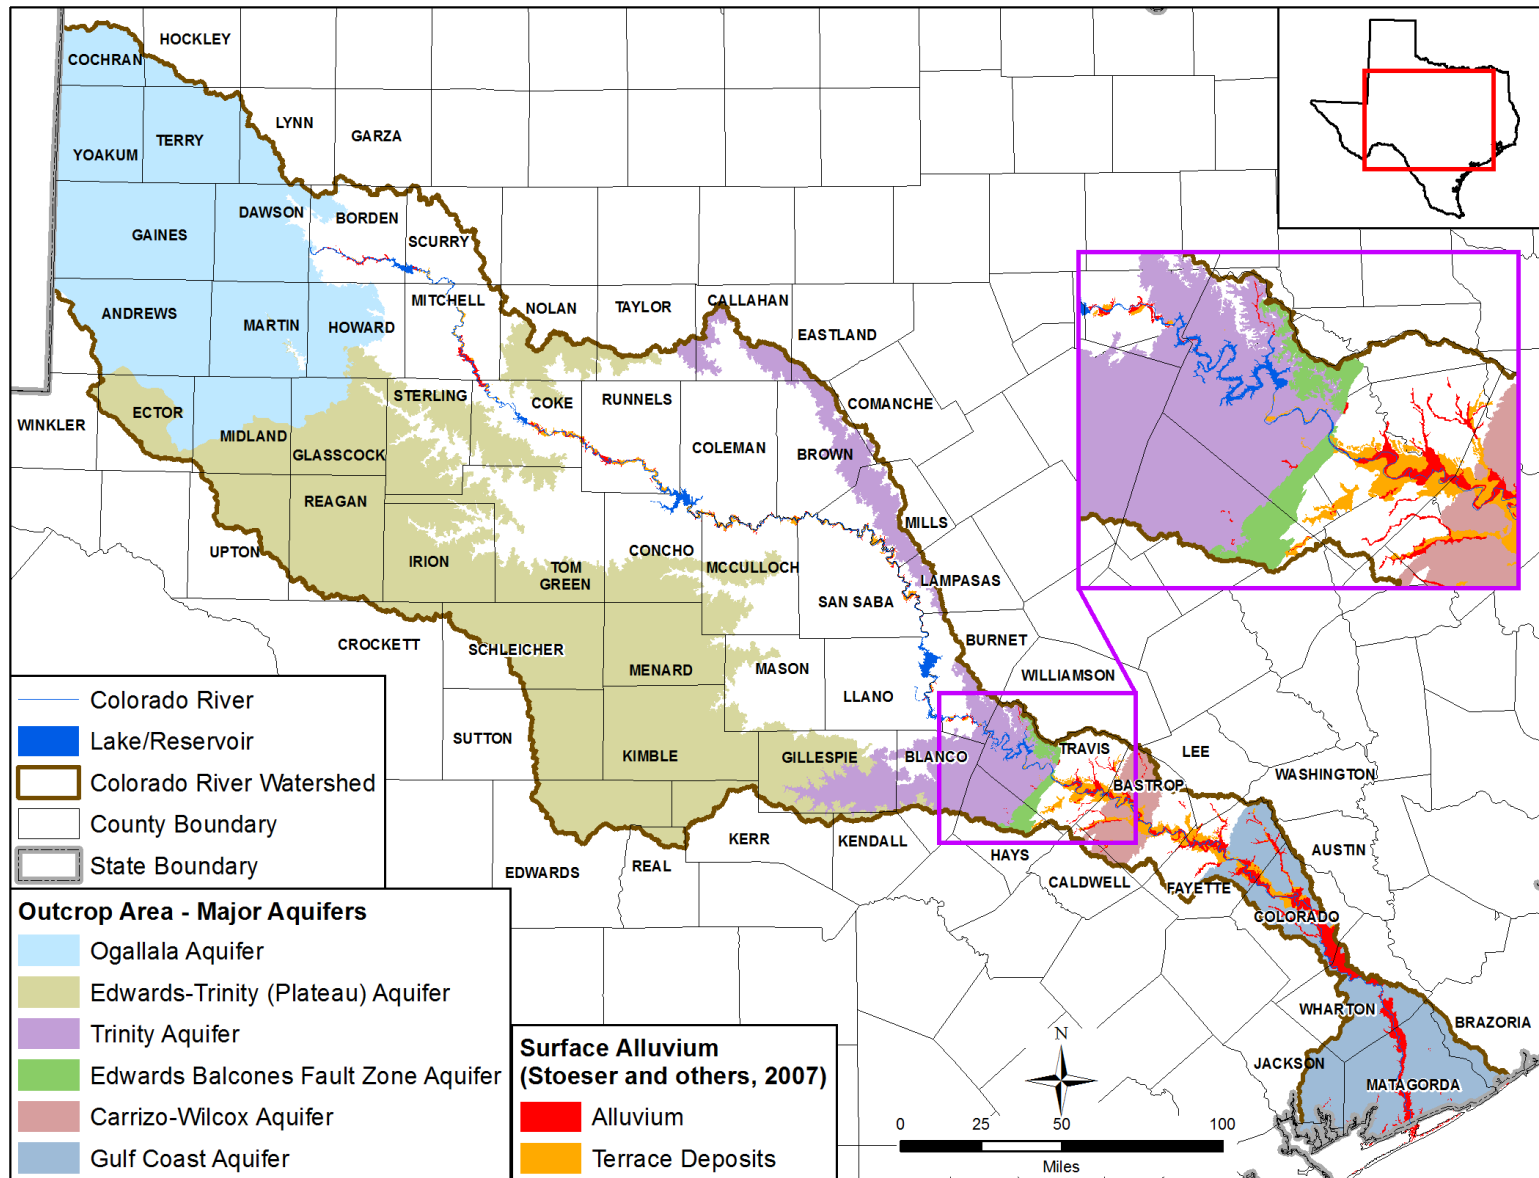 HOCKLEY
COCHRAN
LYNN
GARZA
TERRY
YOAKUM
DAWSON
BORDEN
GAINES
SCURRY
MITCHELL
NOLAN
TAYLOR
CALLAHAN
ANDREWS
MARTIN
HOWARD
EASTLAND
STERLING
COKE
RUNNELS
COMANCHE
ECTOR
WINKLER
MIDLAND
GLASSCOCK
COLEMAN
BROWN
REAGAN
MILLS
UPTON
IRION
TOM
GREEN
CONCHO
MCCULLOCH
LAMPASAS
SAN SABA
CROCKETT
SCHLEICHER
MENARD
MASON
BURNET
WILLIAMSON
LLANO
SUTTON
KIMBLE
GILLESPIE
BLANCO
TRAVIS
LEE
BASTROP
WASHINGTON
KERR
KENDALL
HAYS
AUSTIN
EDWARDS
REAL
CALDWELL
FAYETTE
COLORADO
WHARTON
BRAZORIA
JACKSON
MATAGORDA
Colorado River
Lake/Reservoir
Colorado River Watershed
County Boundary
State Boundary
Outcrop Area - Major Aquifers
Ogallala Aquifer
Edwards-Trinity (Plateau) Aquifer
Trinity Aquifer
Edwards Balcones Fault Zone Aquifer
Carrizo-Wilcox Aquifer
Gulf Coast Aquifer
Surface Alluvium
(Stoeser and others, 2007)
Alluvium
Terrace Deposits
N
0 25 50 100
Miles